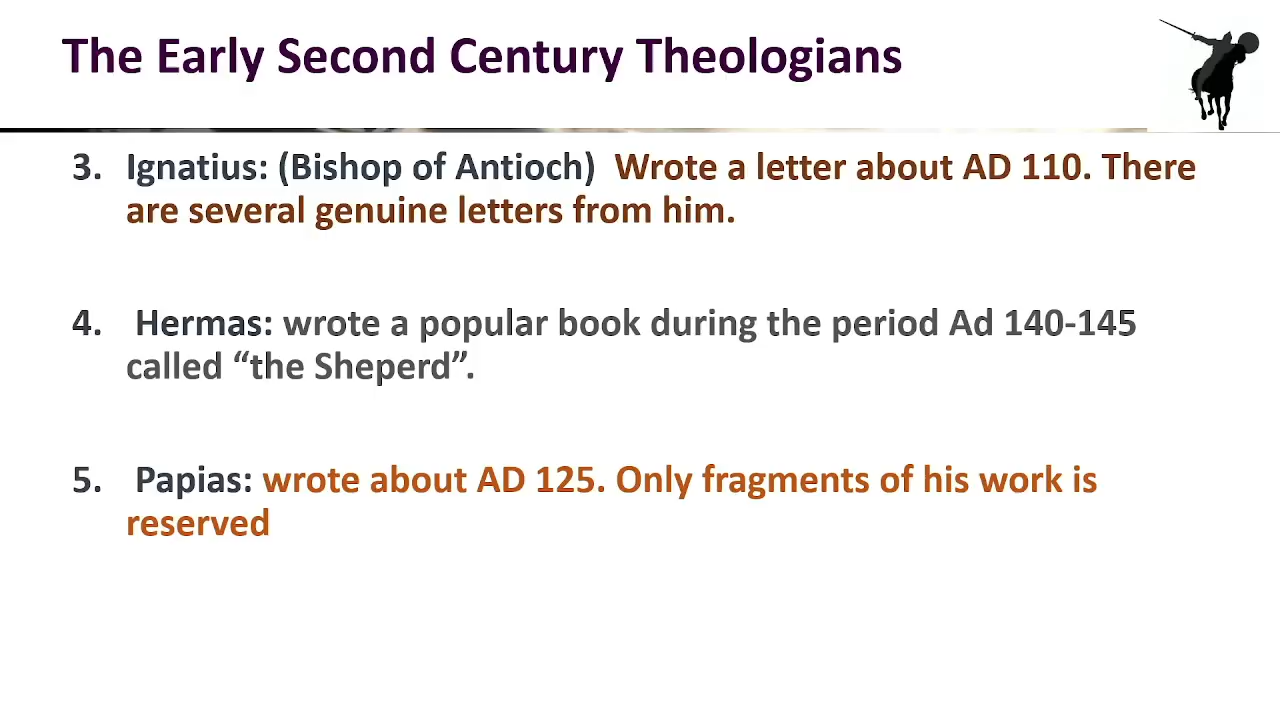 The Early Second Century Theologians
3. Ignatius: (Bishop of Antioch) Wrote a letter about AD 110. There
are several genuine letters from him.
4. Hermas: wrote a popular book during the period Ad 140-145
called “the Sheperd”.
5. Papias: wrote about AD 125. Only fragments of his work is
reserved